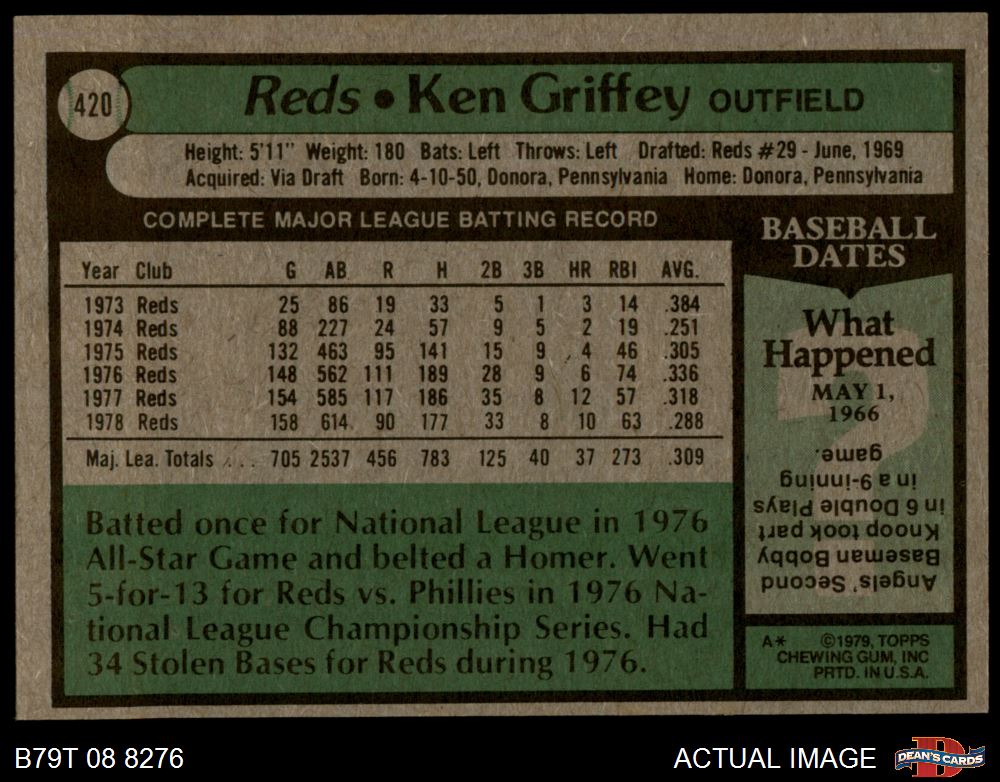 420
Reds • Ken Griffey OUTFIELD
Height: 5'11" Weight: 180 Bats: Left Throws: Left Drafted: Reds #29 - June, 1969
Acquired: Via Draft Born: 4-10-50, Donora, Pennsylvania Home: Donora, Pennsylvania
COMPLETE MAJOR LEAGUE BATTING RECORD
Year Club G AB R H 2B 3B HR RBI AVG.
1973 Reds 25 86 19 33 5 1 3 14 .384
1974 Reds 88 227 24 57 9 5 2 19 .251
1975 Reds 132 463 95 141 15 9 4 46 .305
1976 Reds 148 562 111 189 28 9 6 74 .336
1977 Reds 154 585 117 186 35 8 12 57 .318
1978 Reds 158 614 90 177 33 8 10 63 .288
Maj. Lea. Totals . . . 705 2537 456 783 125 40 37 273 .309
Batted once for National League in 1976
All-Star Game and belted a Homer. Went
5-for-13 for Reds vs. Phillies in 1976 Na-
tional League Championship Series. Had
34 Stolen Bases for Reds during 1976.
BASEBALL
DATES
What
Happened
MAY 1,
1966
Angels' Second
Baseman Bobby
Knoop took part
in 6 Double Plays
in a 9-inning
game.
A* ©1979, TOPPS
CHEWING GUM, INC
PRTD. IN U.S.A.
B79T 08 8276
ACTUAL IMAGE
D
DEAN'S CARDS